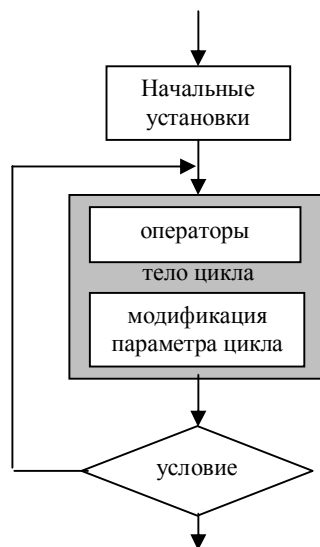 Начальные
установки
операторы
тело цикла
модификация
параметра цикла
условие